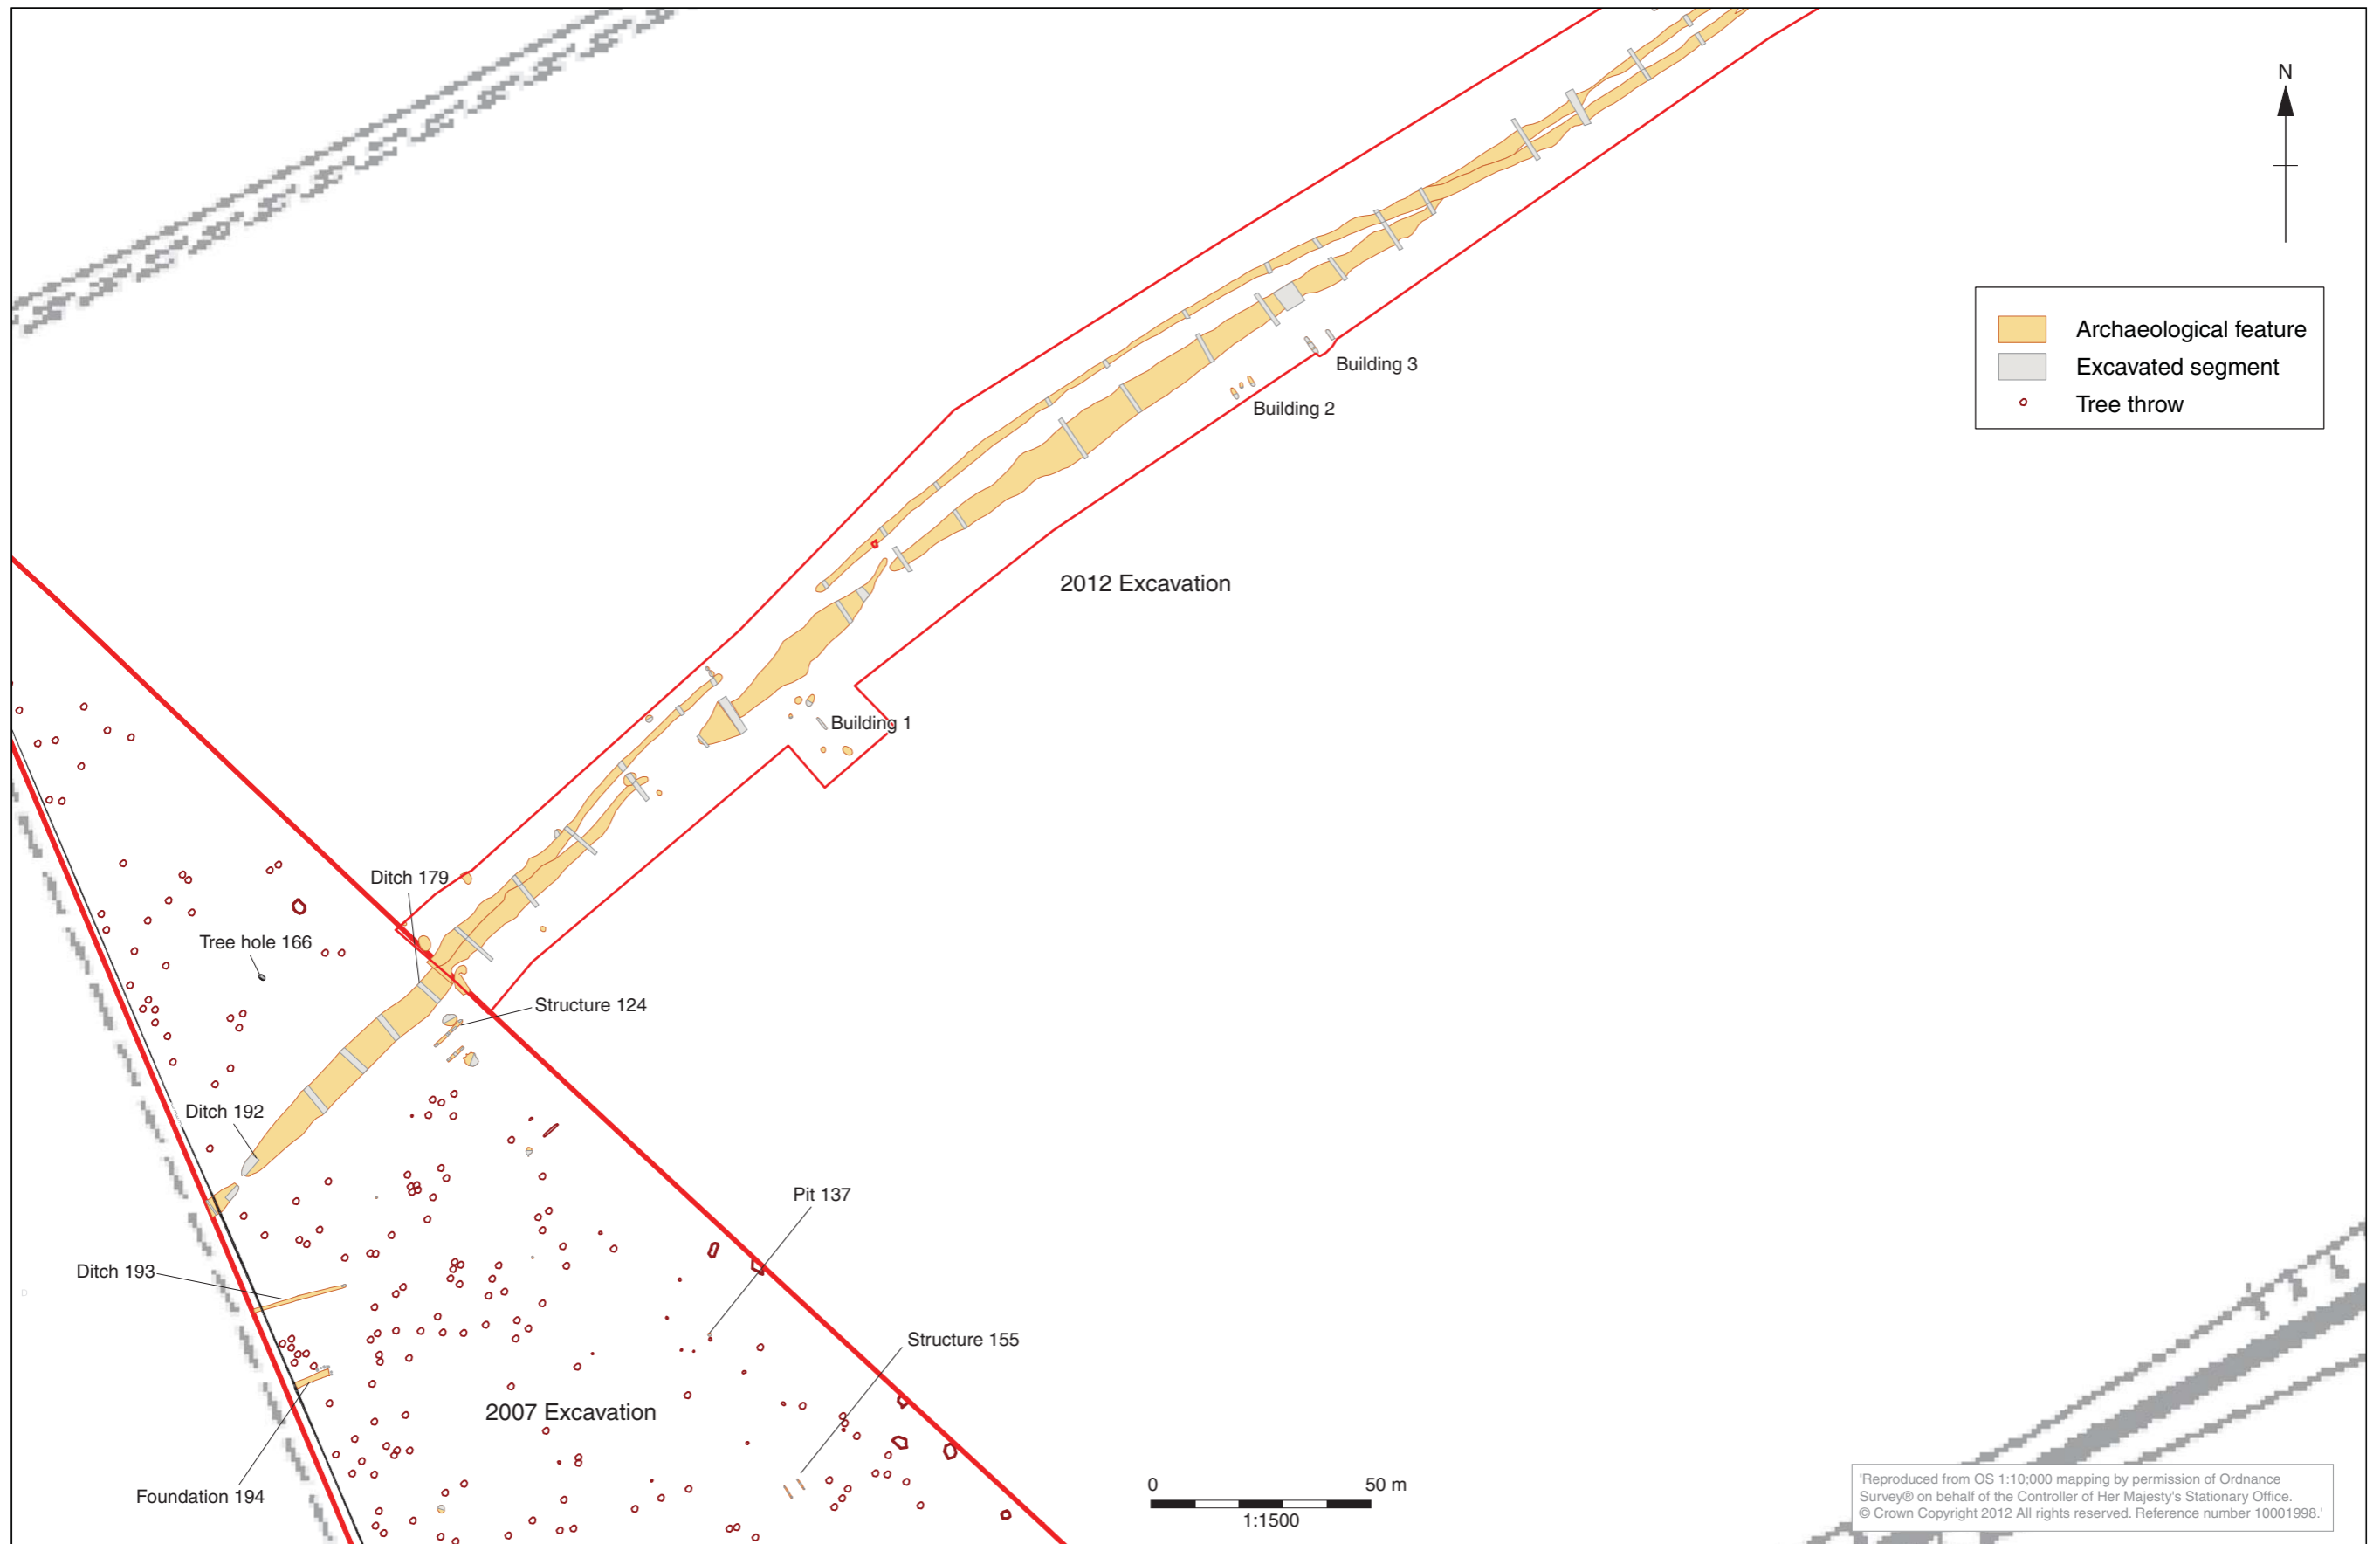 N
Archaeological feature
Excavated segment
Tree throw
Building 3
Building 2
2012 Excavation
Building 1
Ditch 179
Tree hole 166
Structure 124
Ditch 192
Pit 137
Ditch 193
Structure 155
2007 Excavation
Foundation 194
0 50 m
1:1500
'Reproduced from OS 1:10;000 mapping by permission of Ordnance
Survey® on behalf of the Controller of Her Majesty's Stationary Office.
© Crown Copyright 2012 All rights reserved. Reference number 10001998.'